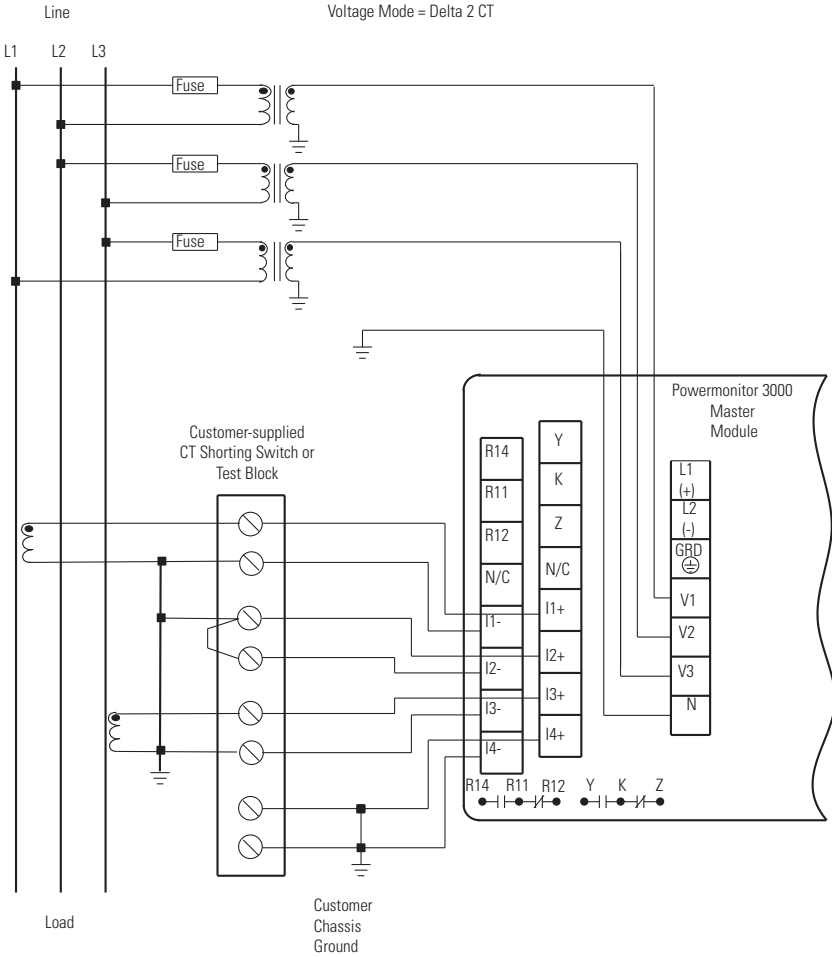 Line
Voltage Mode = Delta 2 CT
L1 L2 L3
Fuse
Fuse
Fuse
Powermonitor 3000
Master
Module
Customer-supplied
CT Shorting Switch or
Test Block
R14
R11
R12
N/C
I1-
I2-
I3-
I4-
Y
K
Z
N/C
I1+
I2+
I3+
I4+
L1
(+)
L2
(-)
GRD
V1
V2
V3
N
R14 R11 R12 Y K Z
Load
Customer
Chassis
Ground